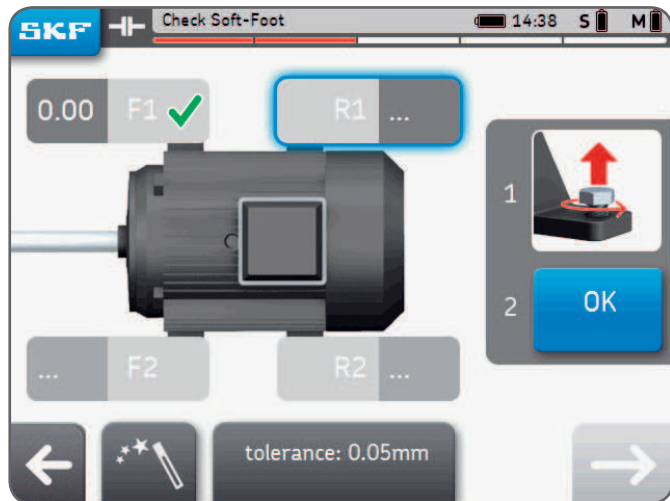 SKF
Check Soft-Foot
14:38 S M
0.00 F1
R1 ...
1
2 OK
... F2
R2 ...
tolerance: 0.05mm